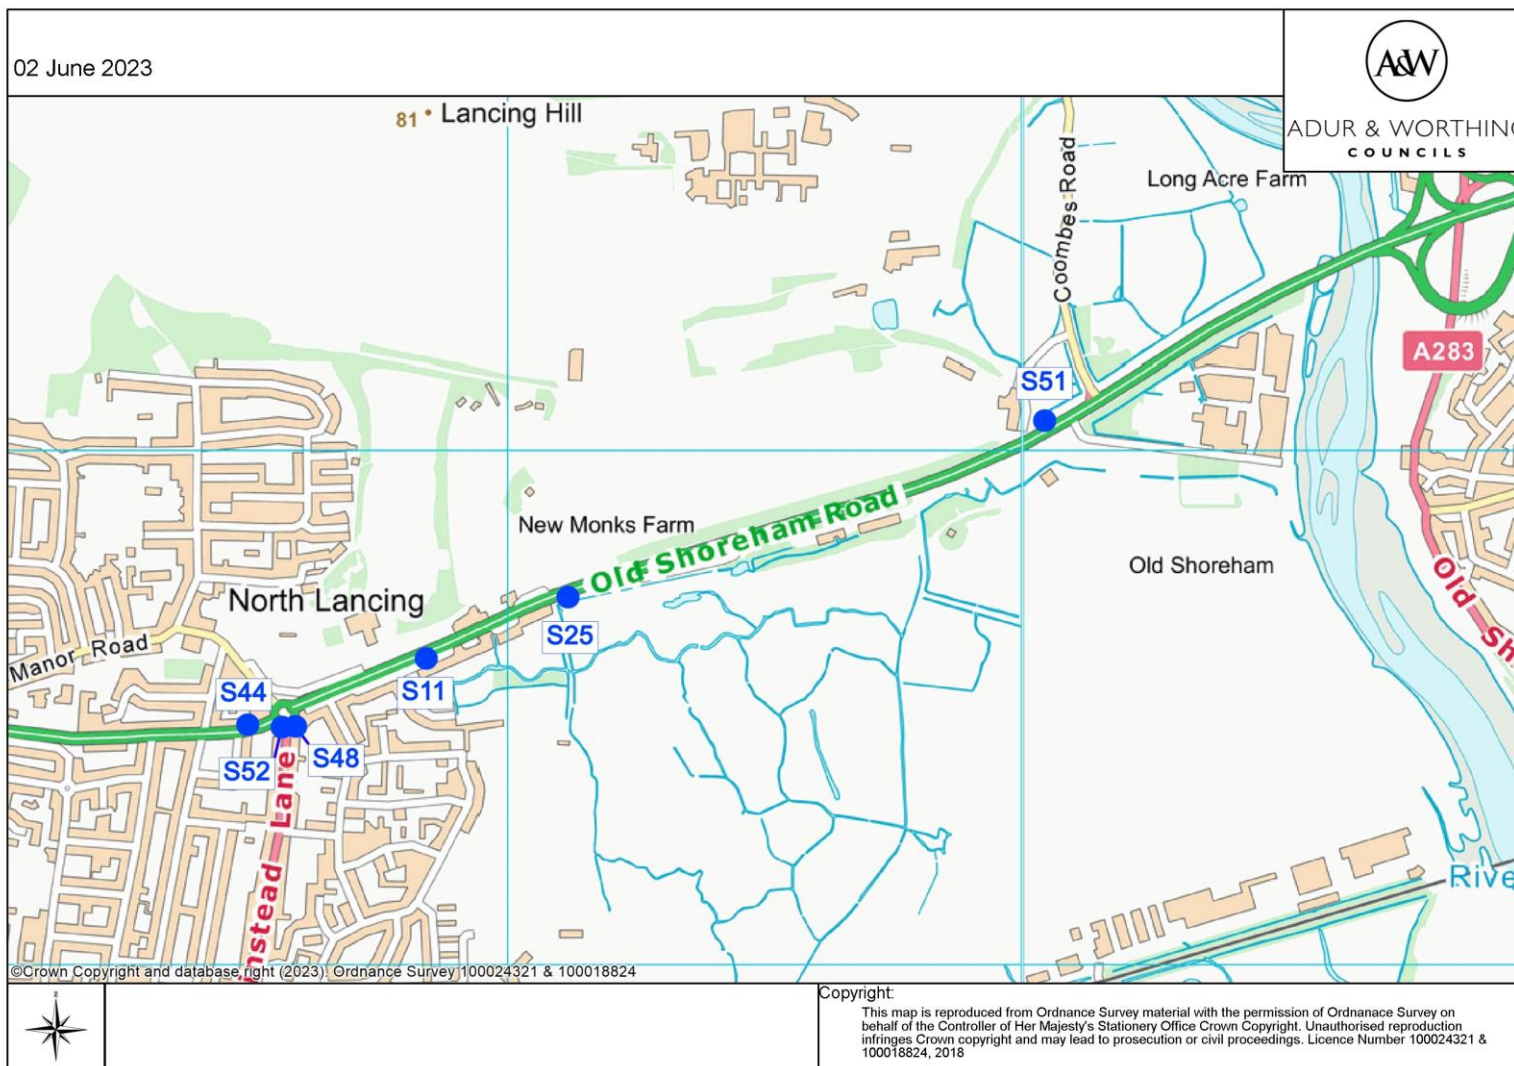 02 June 2023
A&W
ADUR & WORTHING
COUNCILS
81 • Lancing Hill
Coombes Road
Long Acre Farm
A283
S51
New Monks Farm
Old Shoreham Road
Old Shoreham
Old Sh
North Lancing
S25
Manor Road
S44
S11
S52
S48
nstead Lane
Rive
©Crown Copyright and database right (2023). Ordnance Survey 100024321 & 100018824
Copyright:
This map is reproduced from Ordnance Survey material with the permission of Ordnanace Survey on
behalf of the Controller of Her Majesty's Stationery Office Crown Copyright. Unauthorised reproduction
infringes Crown copyright and may lead to prosecution or civil proceedings. Licence Number 100024321 &
100018824, 2018